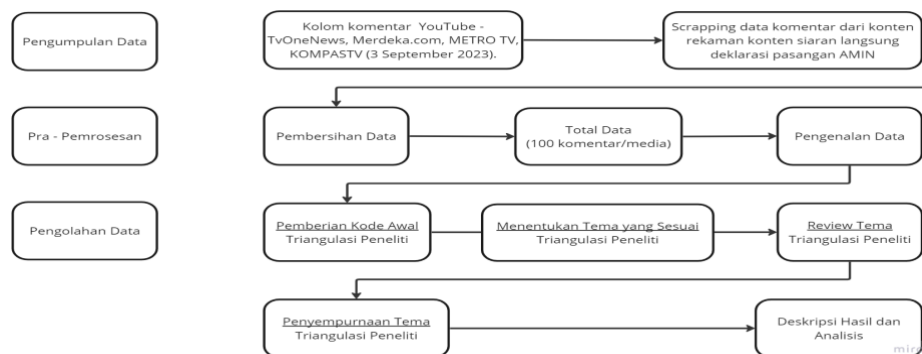 Pengumpulan Data
Kolom komentar YouTube -
TvOneNews, Merdeka.com, METRO TV,
KOMPASTV (3 September 2023).
Scrapping data komentar dari konten
rekaman konten siaran langsung
deklarasi pasangan AMIN
Pra - Pemrosesan
Pembersihan Data
Total Data
(100 komentar/media)
Pengenalan Data
Pengolahan Data
Pemberian Kode Awal
Triangulasi Peneliti
Menentukan Tema yang Sesuai
Triangulasi Peneliti
Review Tema
Triangulasi Peneliti
Penyempurnaan Tema
Triangulasi Peneliti
Deskripsi Hasil dan
Analisis